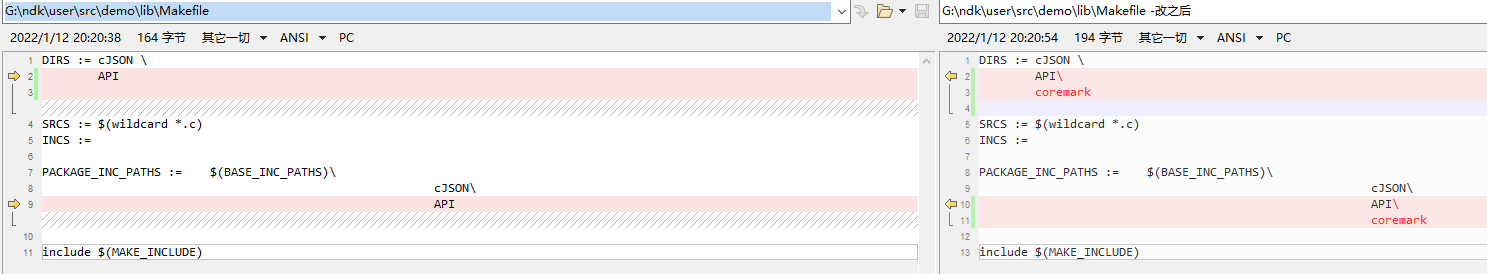 G:\ndk\user\src\demo\lib\Makefile
2022/1/12 20:20:38 164 字节 其它一切 ANSI PC
1 DIRS := cJSON \
2 API
3
4 SRCS := $(wildcard *.c)
5 INCS :=
6
7 PACKAGE_INC_PATHS := $(BASE_INC_PATHS)\
8 cJSON\
9 API
10
11 include $(MAKE_INCLUDE)
G:\ndk\user\src\demo\lib\Makefile -改之后
2022/1/12 20:20:54 194 字节 其它一切 ANSI PC
1 DIRS := cJSON \
2 API\
3 coremark
4
5 SRCS := $(wildcard *.c)
6 INCS :=
7
8 PACKAGE_INC_PATHS := $(BASE_INC_PATHS)\
9 cJSON\
10 API\
11 coremark
12
13 include $(MAKE_INCLUDE)